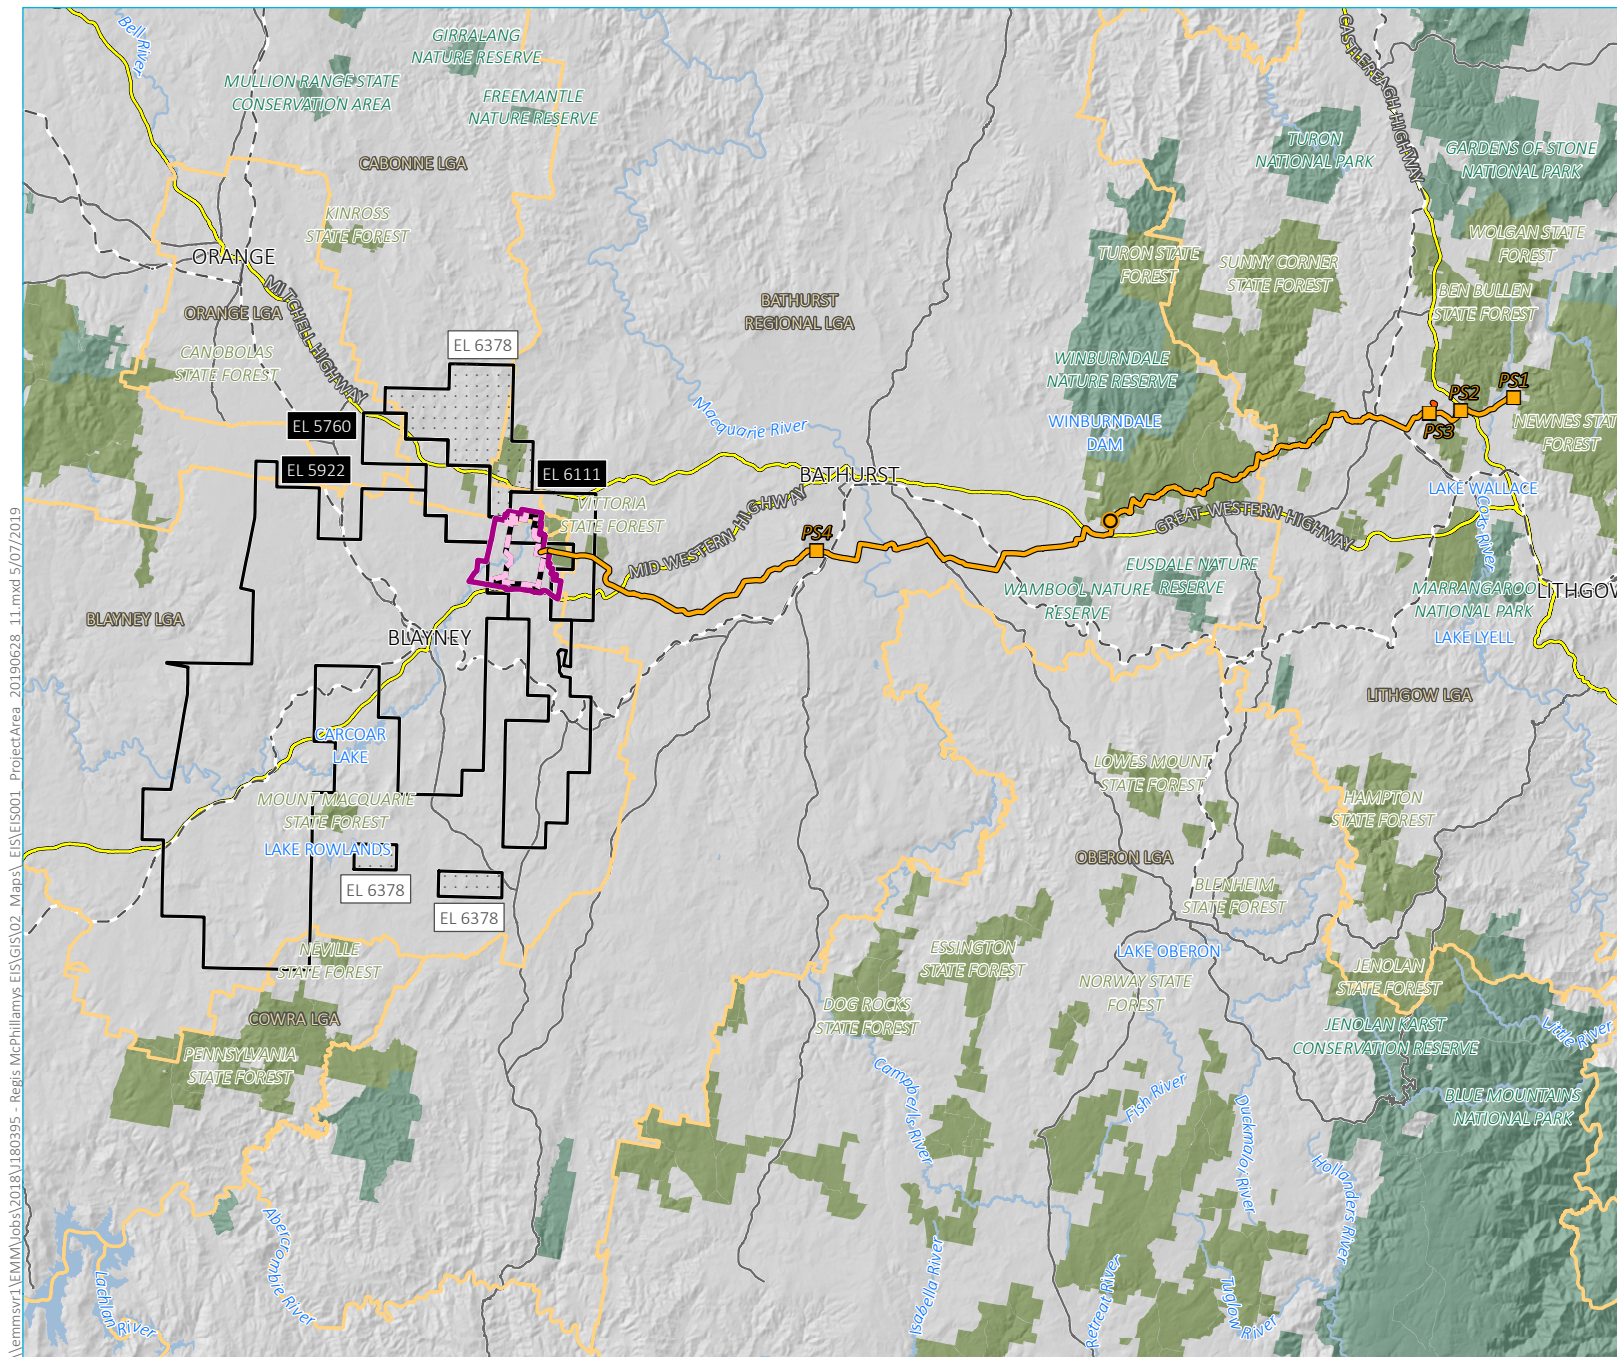 Bell River
GIRRALANG
NATURE RESERVE
MULLION RANGE STATE
CONSERVATION AREA
FREEMANTLE
NATURE RESERVE
CASTLEREAGH HIGHWAY
TURON
NATIONAL PARK
GARDENS OF STONE
NATIONAL PARK
CABONNE LGA
KINROSS
STATE FOREST
WOLGAN STATE
FOREST
ORANGE
TURON STATE
FOREST
SUNNY CORNER
STATE FOREST
BEN BULLEN
STATE FOREST
MITCHELL HIGHWAY
ORANGE LGA
BATHURST
REGIONAL LGA
EL 6378
CANOBOLAS
STATE FOREST
WINBURNDALE
NATURE RESERVE
PS2
PS1
PS3
Macquarie River
WINBURNDALE
DAM
NEWNES STAT
FOREST
EL 5760
EL 5922
EL 6111
BATHURST
LAKE WALLACE
VITTORIA
STATE FOREST
MID WESTERN HIGHWAY
GREAT WESTERN HIGHWAY
Coxs River
PS4
EUSDALE NATURE
RESERVE
WAMBOOL NATURE
RESERVE
MARRANGAROO
NATIONAL PARK
LITHGOW
BLAYNEY LGA
BLAYNEY
LAKE LYELL
LITHGOW LGA
CARCOAR
LAKE
LOWES MOUNT
STATE FOREST
MOUNT MACQUARIE
STATE FOREST
HAMPTON
STATE FOREST
LAKE ROWLANDS
OBERON LGA
EL 6378
EL 6378
BLENHEIM
STATE FOREST
NEVILLE
STATE FOREST
ESSINGTON
STATE FOREST
LAKE OBERON
JENOLAN
STATE FOREST
NORWAY STATE
FOREST
DOG ROCKS
STATE FOREST
COWRA LGA
JENOLAN KARST
CONSERVATION RESERVE
Little River
PENNSYLVANIA
STATE FOREST
Campbells River
Fish River
Duckmaloi River
BLUE MOUNTAINS
NATIONAL PARK
Hollanders River
Abercrombie River
Isabella River
Retreat River
Tuglow River
Lachlan River
\\emmsvr1\EMM\Jobs\2018\J180395 - Regis McPhillamys EIS\GIS\02_Maps\_EIS\EIS001_ProjectArea_20190628_11.mxd 5/07/2019